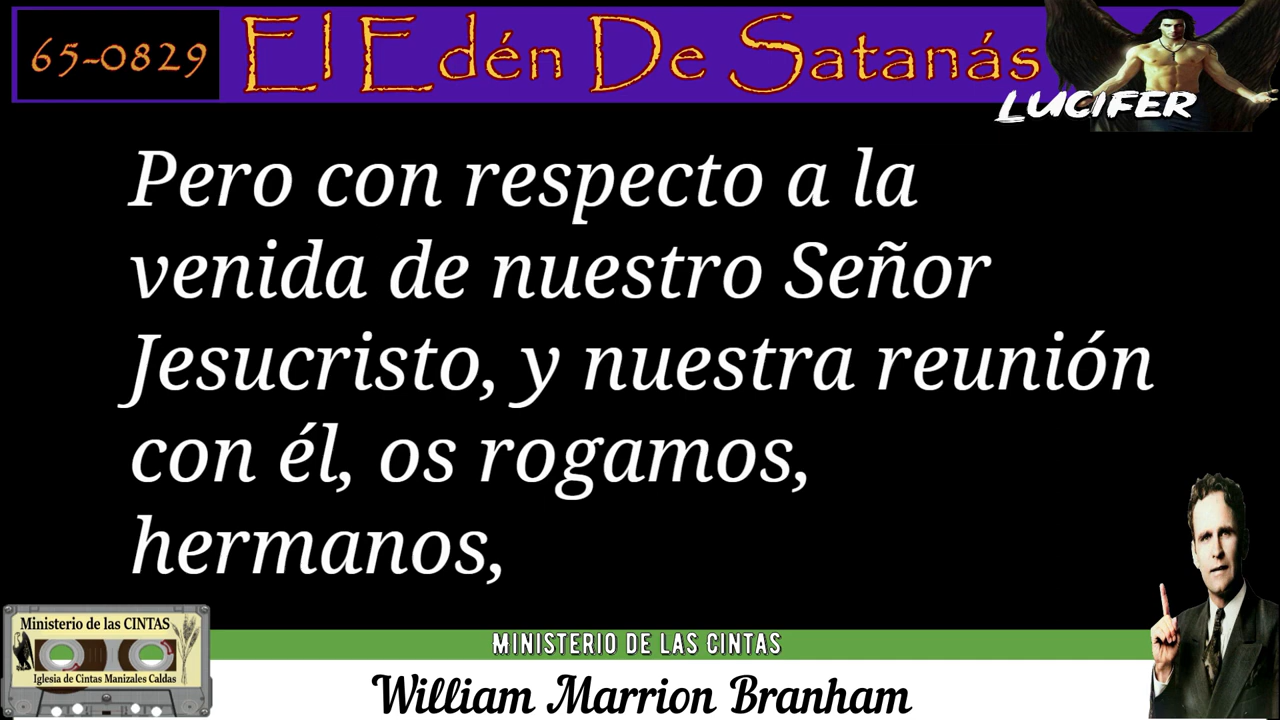 65-0829
El Edén De Satanás
LUCIFER
Pero con respecto a la
venida de nuestro Señor
Jesucristo, y nuestra reunión
con él, os rogamos,
hermanos,
Ministerio de las CINTAS
Iglesia de Cintas Manizales Caldas
MINISTERIO DE LAS CINTAS
William Marrion Branham